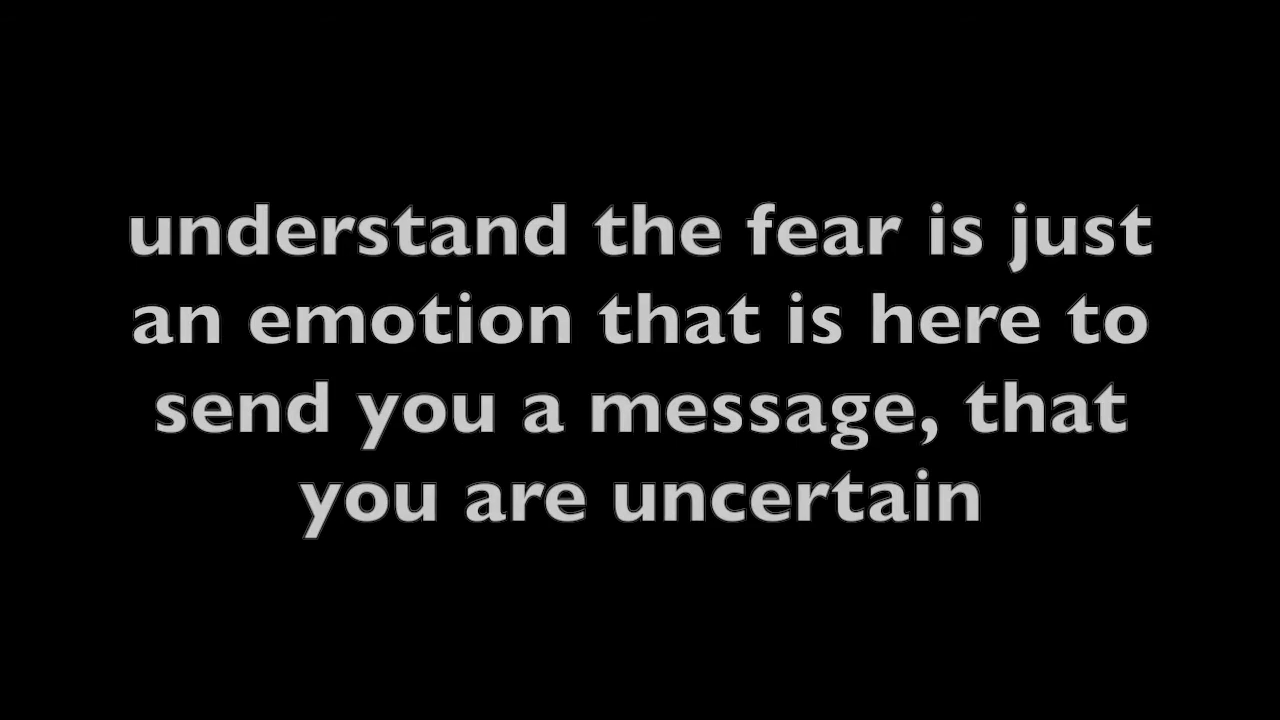 understand the fear is just
an emotion that is here to
send you a message, that
you are uncertain